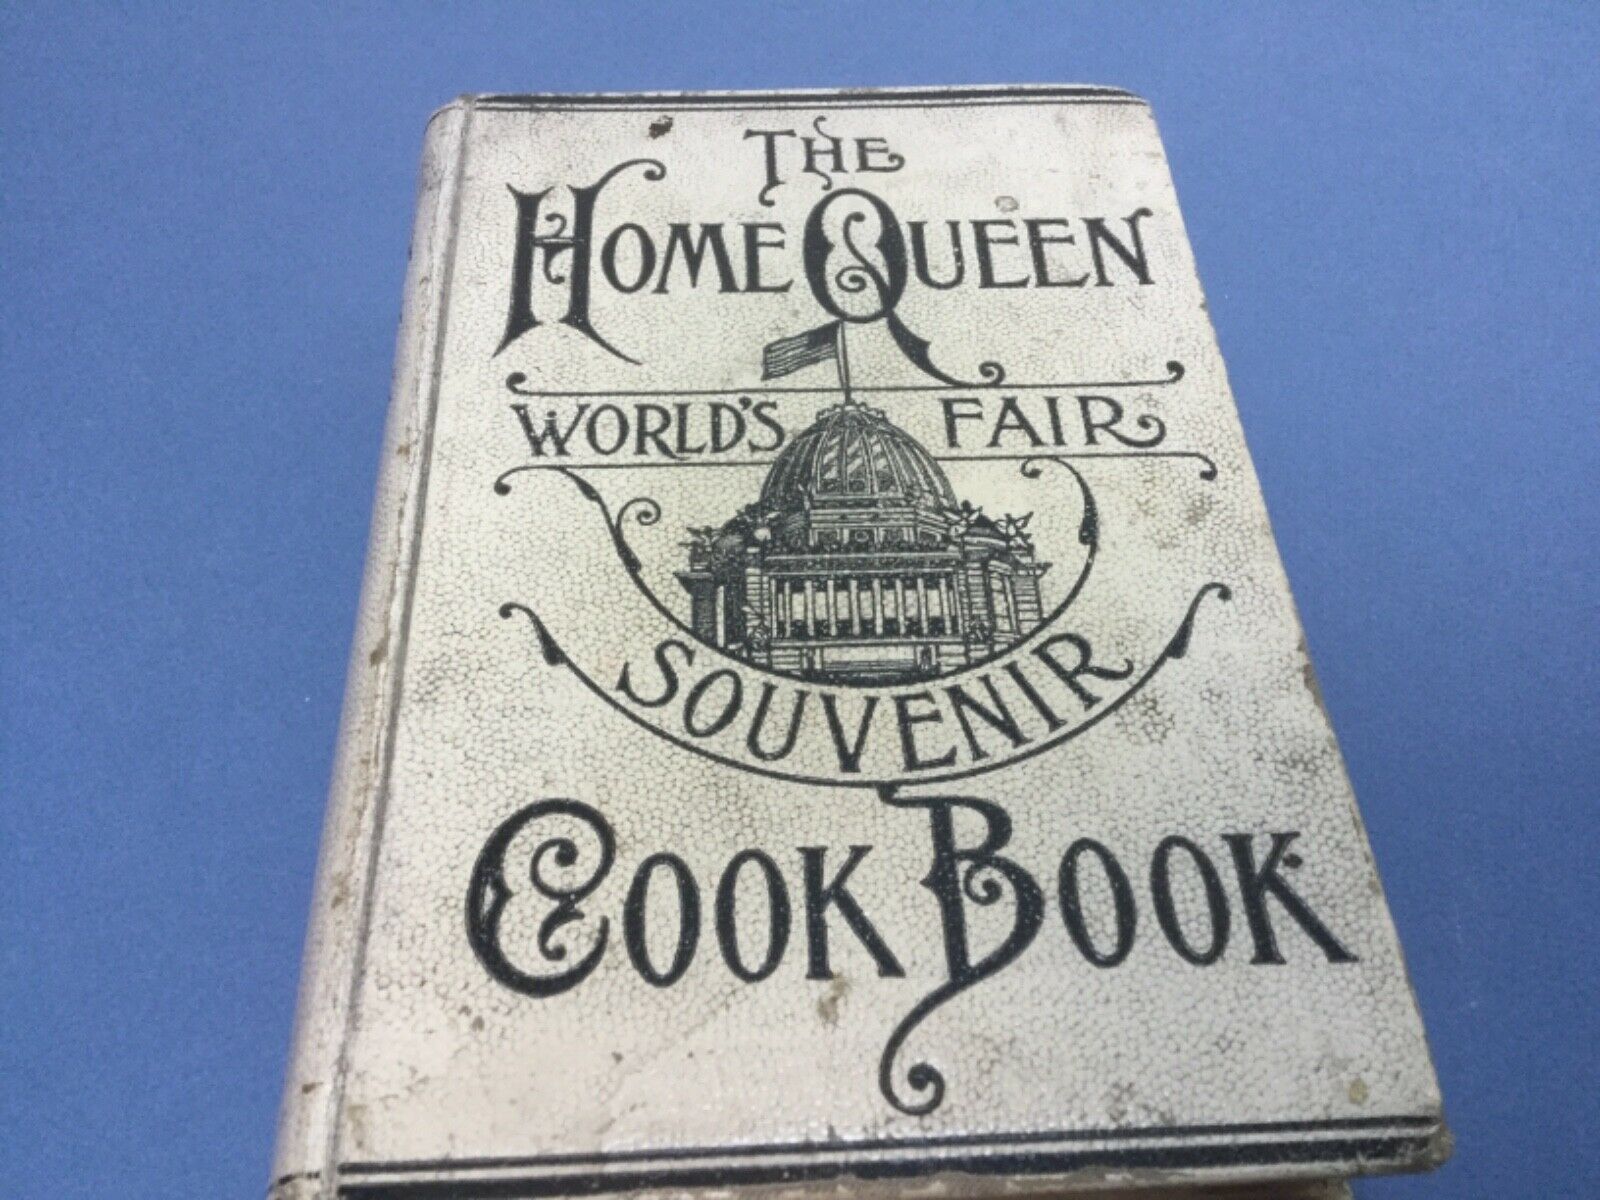 THE
HOME QUEEN
WORLD'S FAIR
SOUVENIR
COOK BOOK